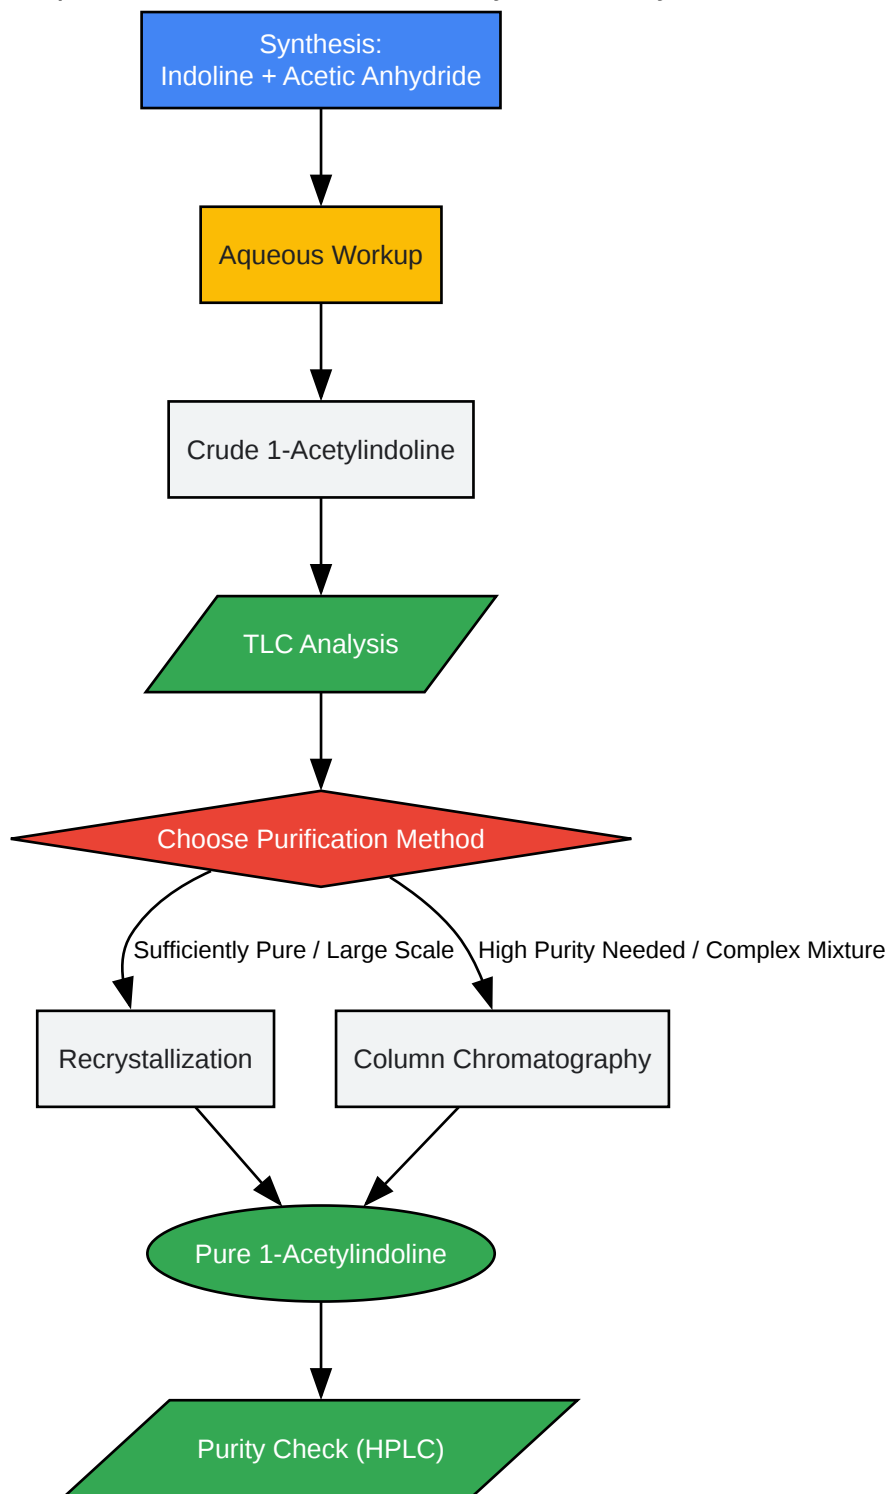 Synthesis:
Indoline + Acetic Anhydride
Aqueous Workup
Crude 1-Acetylindoline
TLC Analysis
Choose Purification Method
Sufficiently Pure / Large Scale
High Purity Needed / Complex Mixture
Recrystallization
Column Chromatography
Pure 1-Acetylindoline
Purity Check (HPLC)